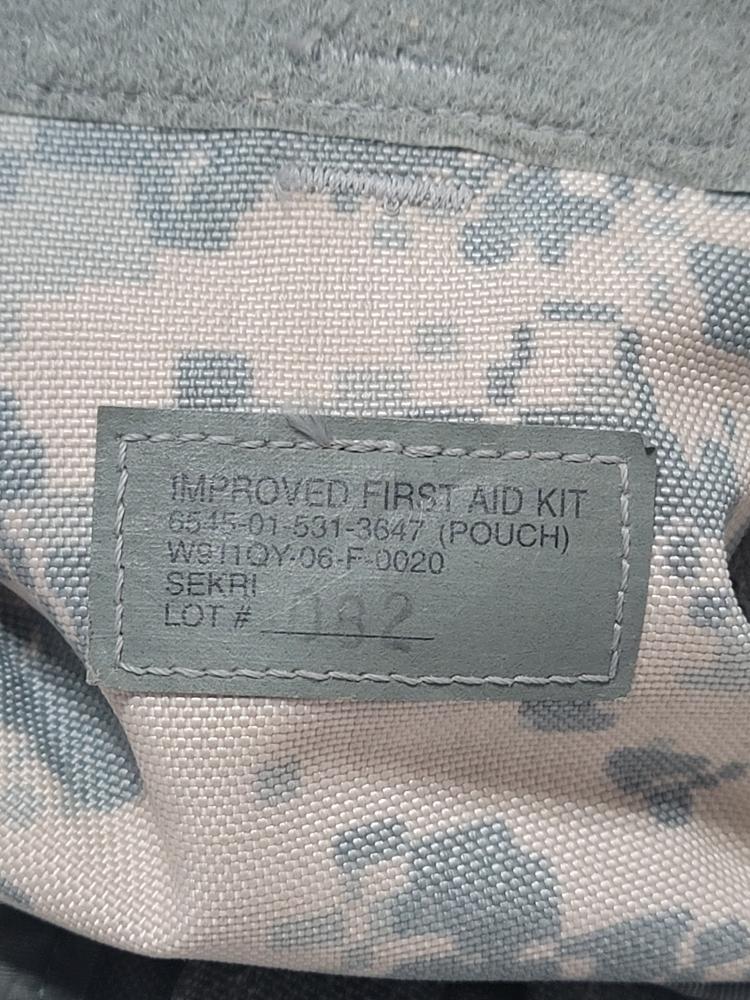 IMPROVED FIRST AID KIT
6545-01-531-3647 (POUCH)
W911QY-06-F-0020
SEKRI
LOT #